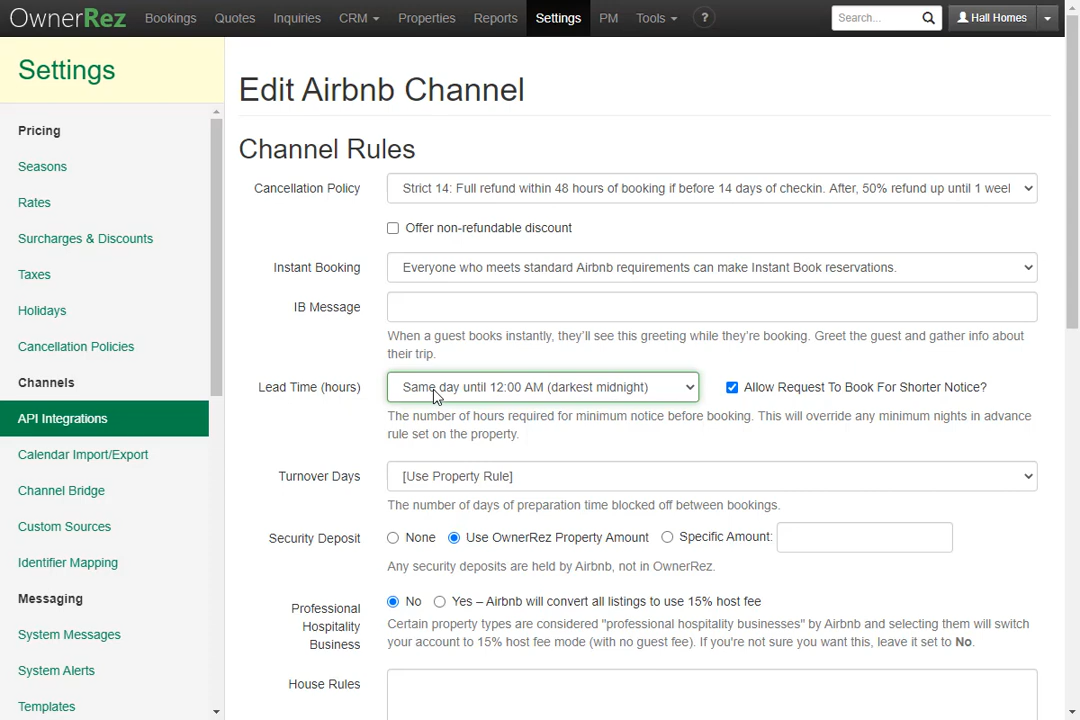 OwnerRez Bookings Quotes Inquiries CRM Properties Reports Settings PM Tools ? Search... Hall Homes
Settings
Pricing
Seasons
Rates
Surcharges & Discounts
Taxes
Holidays
Cancellation Policies
Channels
API Integrations
Calendar Import/Export
Channel Bridge
Custom Sources
Identifier Mapping
Messaging
System Messages
System Alerts
Templates
Edit Airbnb Channel
Channel Rules
Cancellation Policy Strict 14: Full refund within 48 hours of booking if before 14 days of checkin. After, 50% refund up until 1 weel
Offer non-refundable discount
Instant Booking Everyone who meets standard Airbnb requirements can make Instant Book reservations.
IB Message
When a guest books instantly, they'll see this greeting while they're booking. Greet the guest and gather info about
their trip.
Lead Time (hours) Same day until 12:00 AM (darkest midnight) Allow Request To Book For Shorter Notice?
The number of hours required for minimum notice before booking. This will override any minimum nights in advance
rule set on the property.
Turnover Days [Use Property Rule]
The number of days of preparation time blocked off between bookings.
Security Deposit None Use OwnerRez Property Amount Specific Amount:
Any security deposits are held by Airbnb, not in OwnerRez.
Professional
Hospitality
Business
No Yes – Airbnb will convert all listings to use 15% host fee
Certain property types are considered "professional hospitality businesses" by Airbnb and selecting them will switch
your account to 15% host fee mode (with no guest fee). If you're not sure you want this, leave it set to No.
House Rules